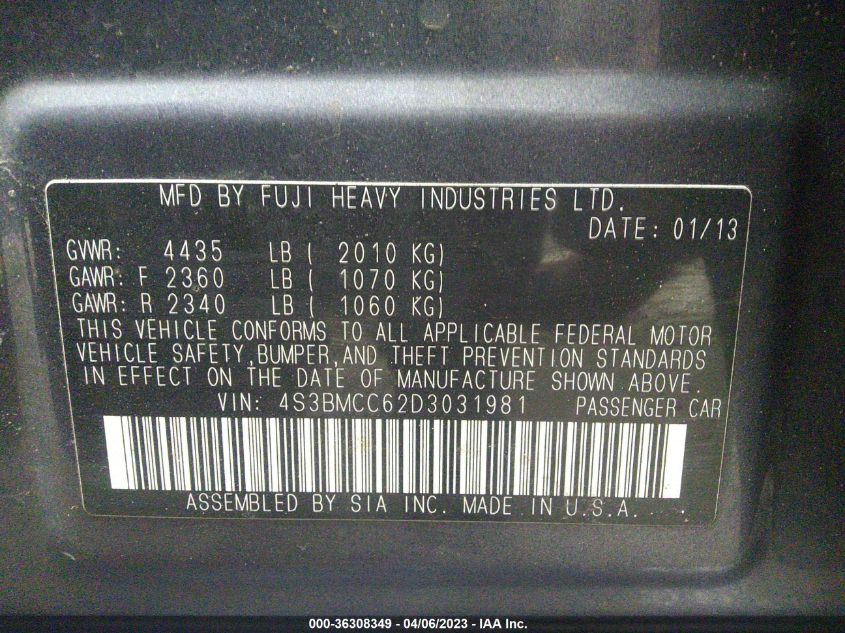 MFD BY FUJI HEAVY INDUSTRIES LTD.
DATE: 01/13
GVWR: 4435 LB ( 2010 KG)
GAWR: F 2360 LB ( 1070 KG)
GAWR: R 2340 LB ( 1060 KG)
THIS VEHICLE CONFORMS TO ALL APPLICABLE FEDERAL MOTOR
VEHICLE SAFETY,BUMPER,AND THEFT PREVENTION STANDARDS
IN EFFECT ON THE DATE OF MANUFACTURE SHOWN ABOVE.
VIN: 4S3BMCC62D3031981 PASSENGER CAR
ASSEMBLED BY SIA INC. MADE IN U.S.A.
000-36308349 - 04/06/2023 - IAA Inc.